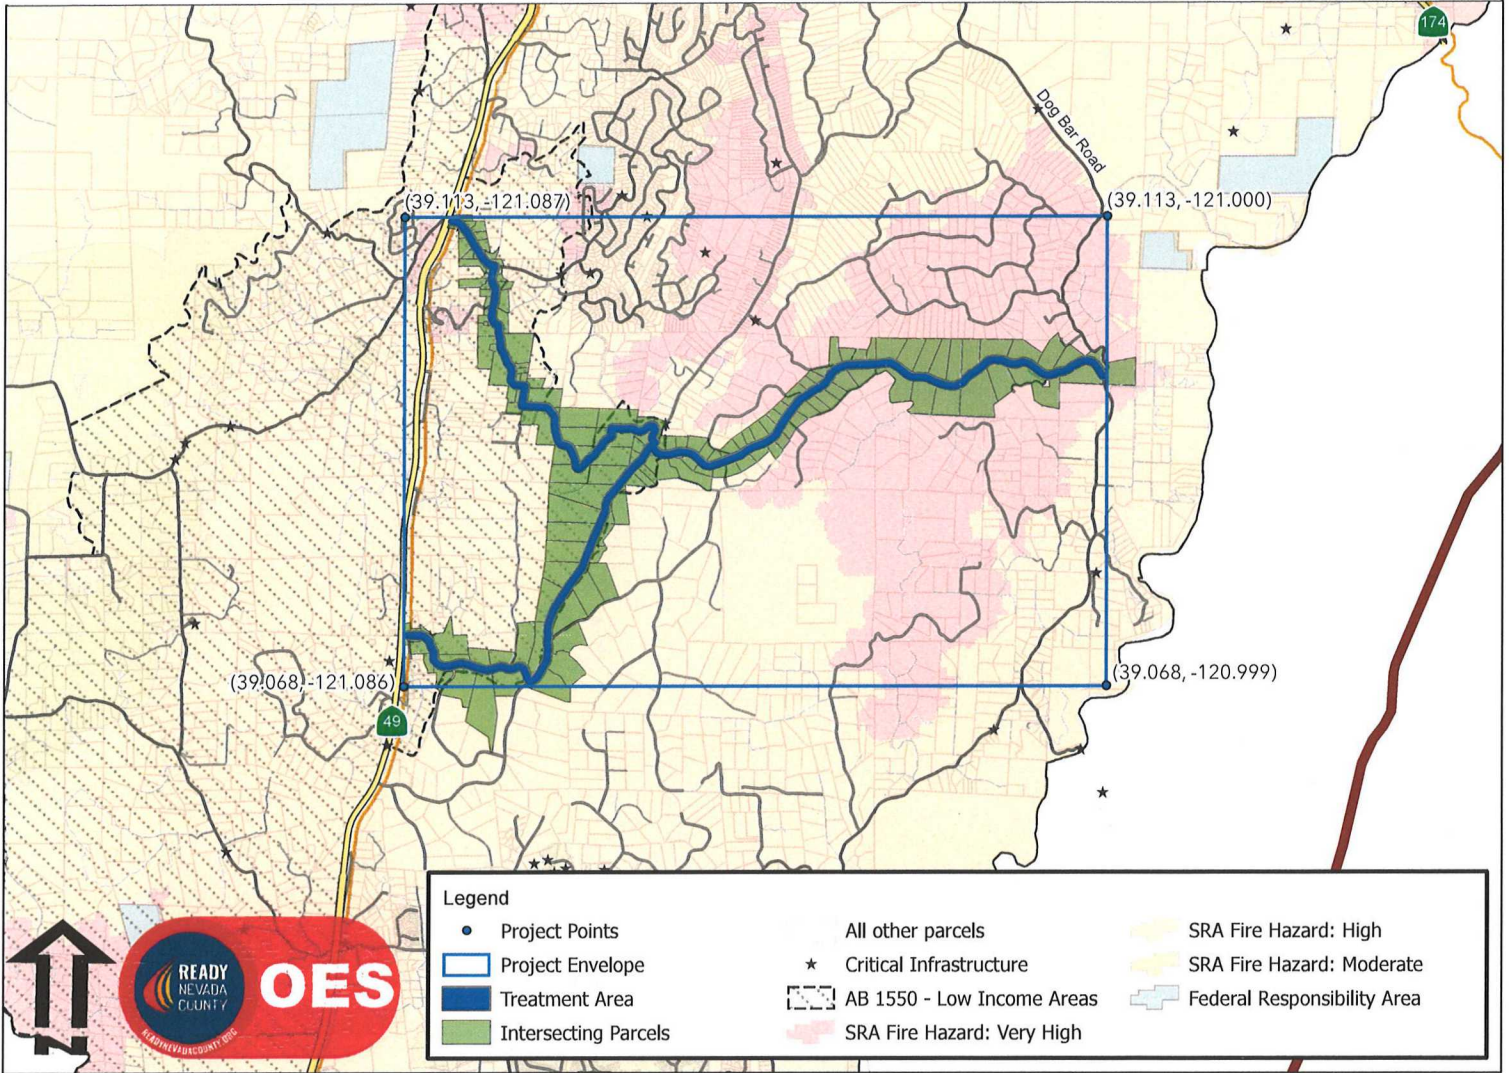 174
Dog Bar Road
(39.113, -121.087)
(39.113, -121.000)
(39.068, -121.086)
(39.068, -120.999)
49
Legend
Project Points
Project Envelope
Treatment Area
Intersecting Parcels
All other parcels
Critical Infrastructure
AB 1550 - Low Income Areas
SRA Fire Hazard: Very High
SRA Fire Hazard: High
SRA Fire Hazard: Moderate
Federal Responsibility Area
N
READY
NEVADA
COUNTY
READYNEVADACOUNTY.ORG
OES